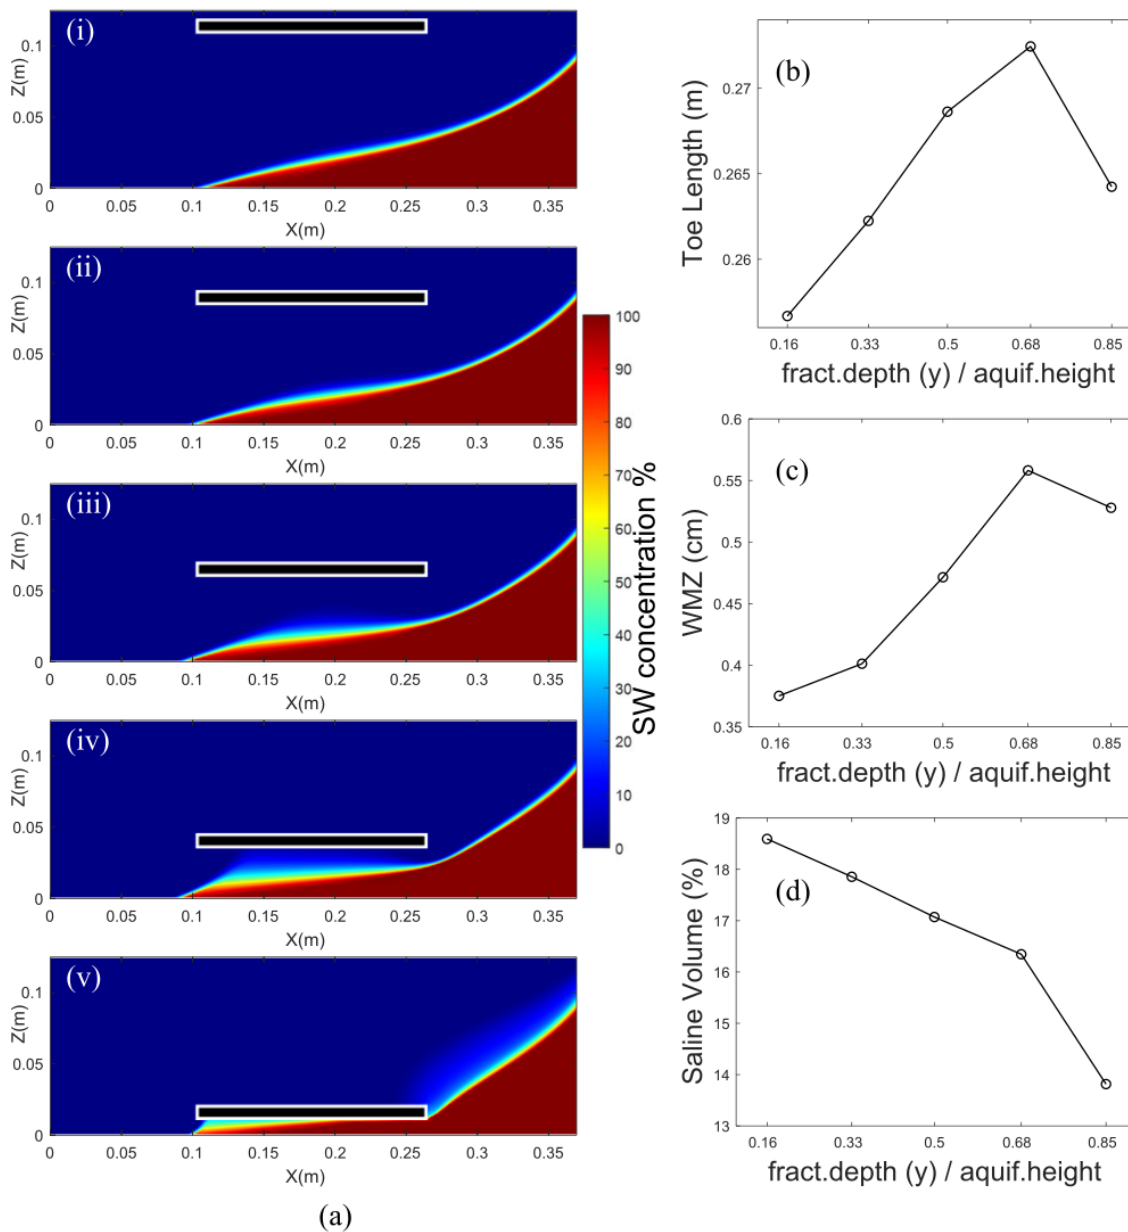 (i)
Z(m)
0.1
0.05
0
0 0.05 0.1 0.15 0.2 0.25 0.3 0.35
X(m)
(ii)
Z(m)
0.1
0.05
0
0 0.05 0.1 0.15 0.2 0.25 0.3 0.35
X(m)
(iii)
Z(m)
0.1
0.05
0
0 0.05 0.1 0.15 0.2 0.25 0.3 0.35
X(m)
(iv)
Z(m)
0.1
0.05
0
0 0.05 0.1 0.15 0.2 0.25 0.3 0.35
X(m)
(v)
Z(m)
0.1
0.05
0
0 0.05 0.1 0.15 0.2 0.25 0.3 0.35
X(m)
(a)
100
90
80
70
60
50
40
30
20
10
0
SW concentration %
(b)
Toe Length (m)
0.27
0.265
0.26
0.16 0.33 0.5 0.68 0.85
fract.depth (y) / aquif.height
(c)
WMZ (cm)
0.6
0.55
0.5
0.45
0.4
0.35
0.16 0.33 0.5 0.68 0.85
fract.depth (y) / aquif.height
(d)
Saline Volume (%)
19
18
17
16
15
14
13
0.16 0.33 0.5 0.68 0.85
fract.depth (y) / aquif.height